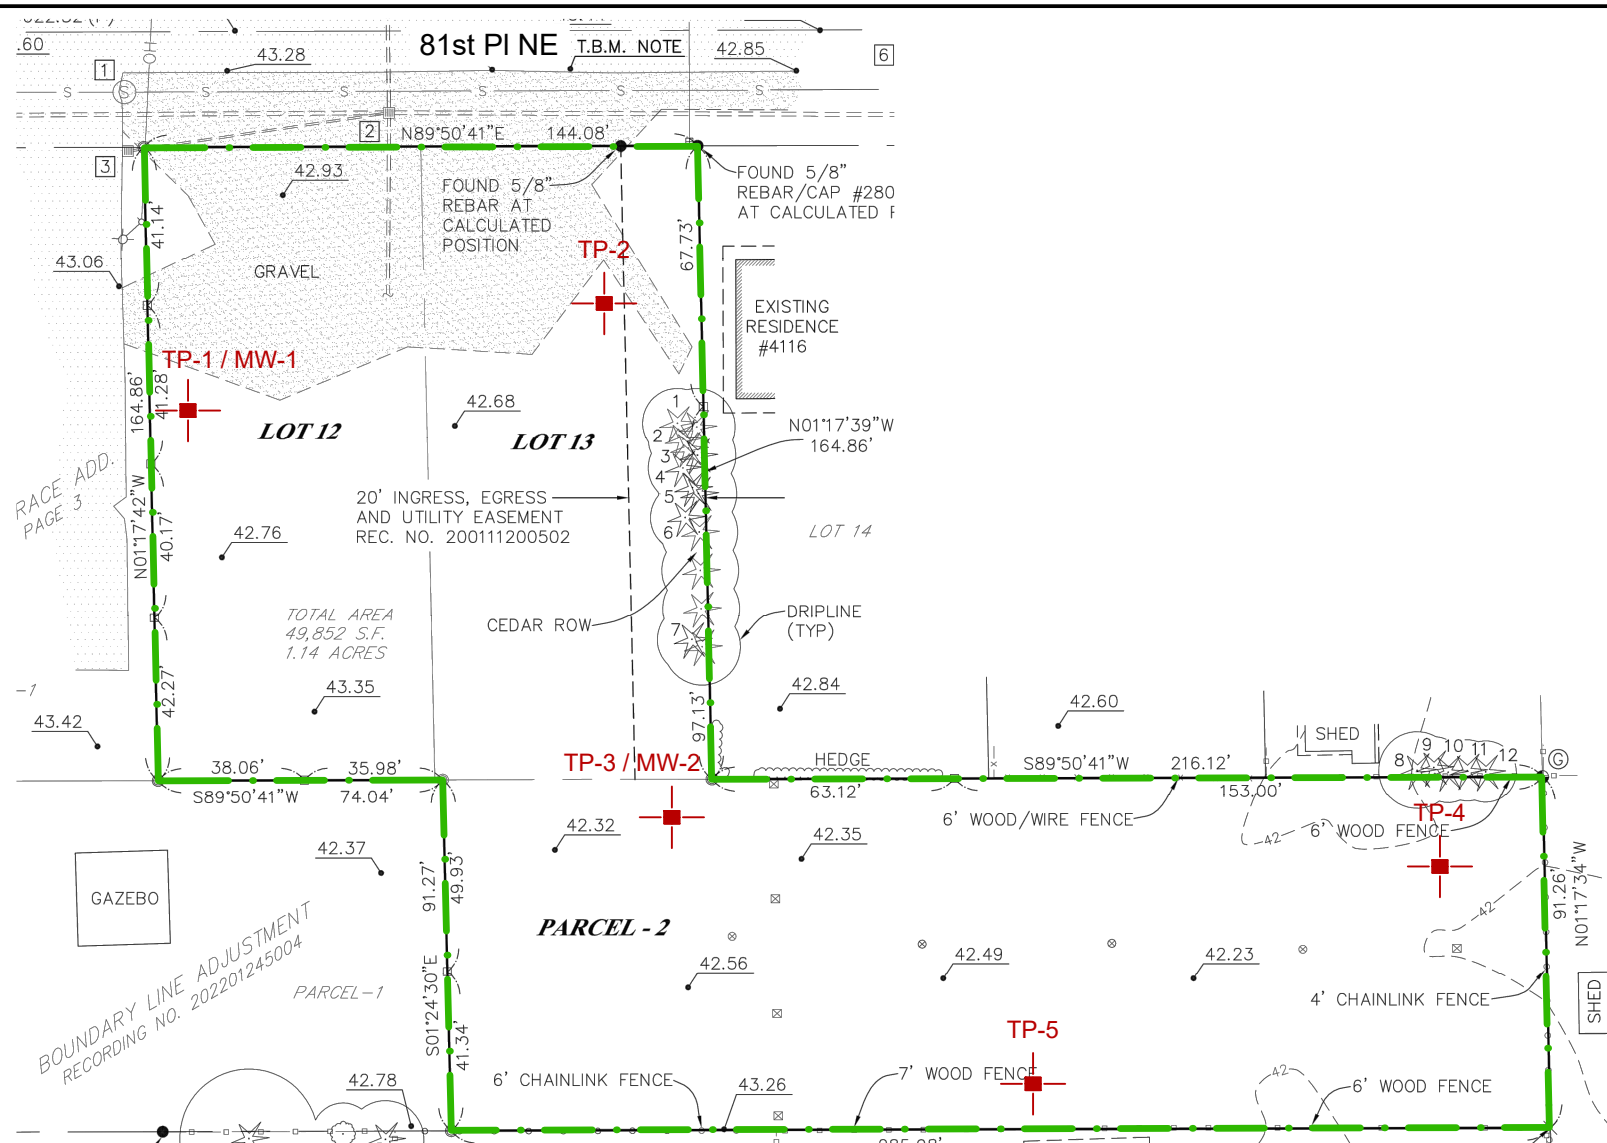 .60
43.28
81st Pl NE
T.B.M. NOTE
42.85
6
1
S
S
S
S
S
S
S
OH
2
N89°50'41"E
144.08'
3
42.93
FOUND 5/8"
REBAR AT
CALCULATED
POSITION
FOUND 5/8"
REBAR/CAP #280
AT CALCULATED
41.14'
67.73'
TP-2
43.06
GRAVEL
EXISTING
RESIDENCE
#4116
TP-1 / MW-1
164.86'
41.28'
42.68
LOT 12
LOT 13
1
2
3
4
5
6
7
N01°17'39"W
164.86'
RACE ADD.
PAGE 3
20' INGRESS, EGRESS
AND UTILITY EASEMENT
REC. NO. 200111200502
LOT 14
N01°17'42"W
40.17'
42.76
TOTAL AREA
49,852 S.F.
1.14 ACRES
CEDAR ROW
DRIPLINE
(TYP)
-1
43.42
42.27'
43.35
97.13'
42.84
42.60
SHED
9
10
11
12
8
G
38.06'
35.98'
S89°50'41"W
74.04'
TP-3 / MW-2
HEDGE
63.12'
S89°50'41"W
216.12'
153.00'
6' WOOD/WIRE FENCE
TP-4
6' WOOD FENCE
42
42.32
42.35
42.37
91.27'
49.93'
GAZEBO
PARCEL - 2
42
91.26'
N01°17'34"W
BOUNDARY LINE ADJUSTMENT
RECORDING NO. 202201245004
PARCEL-1
S01°24'30"E
41.34'
42.56
42.49
42.23
4' CHAINLINK FENCE
SHED
TP-5
42.78
6' CHAINLINK FENCE
43.26
7' WOOD FENCE
42
6' WOOD FENCE